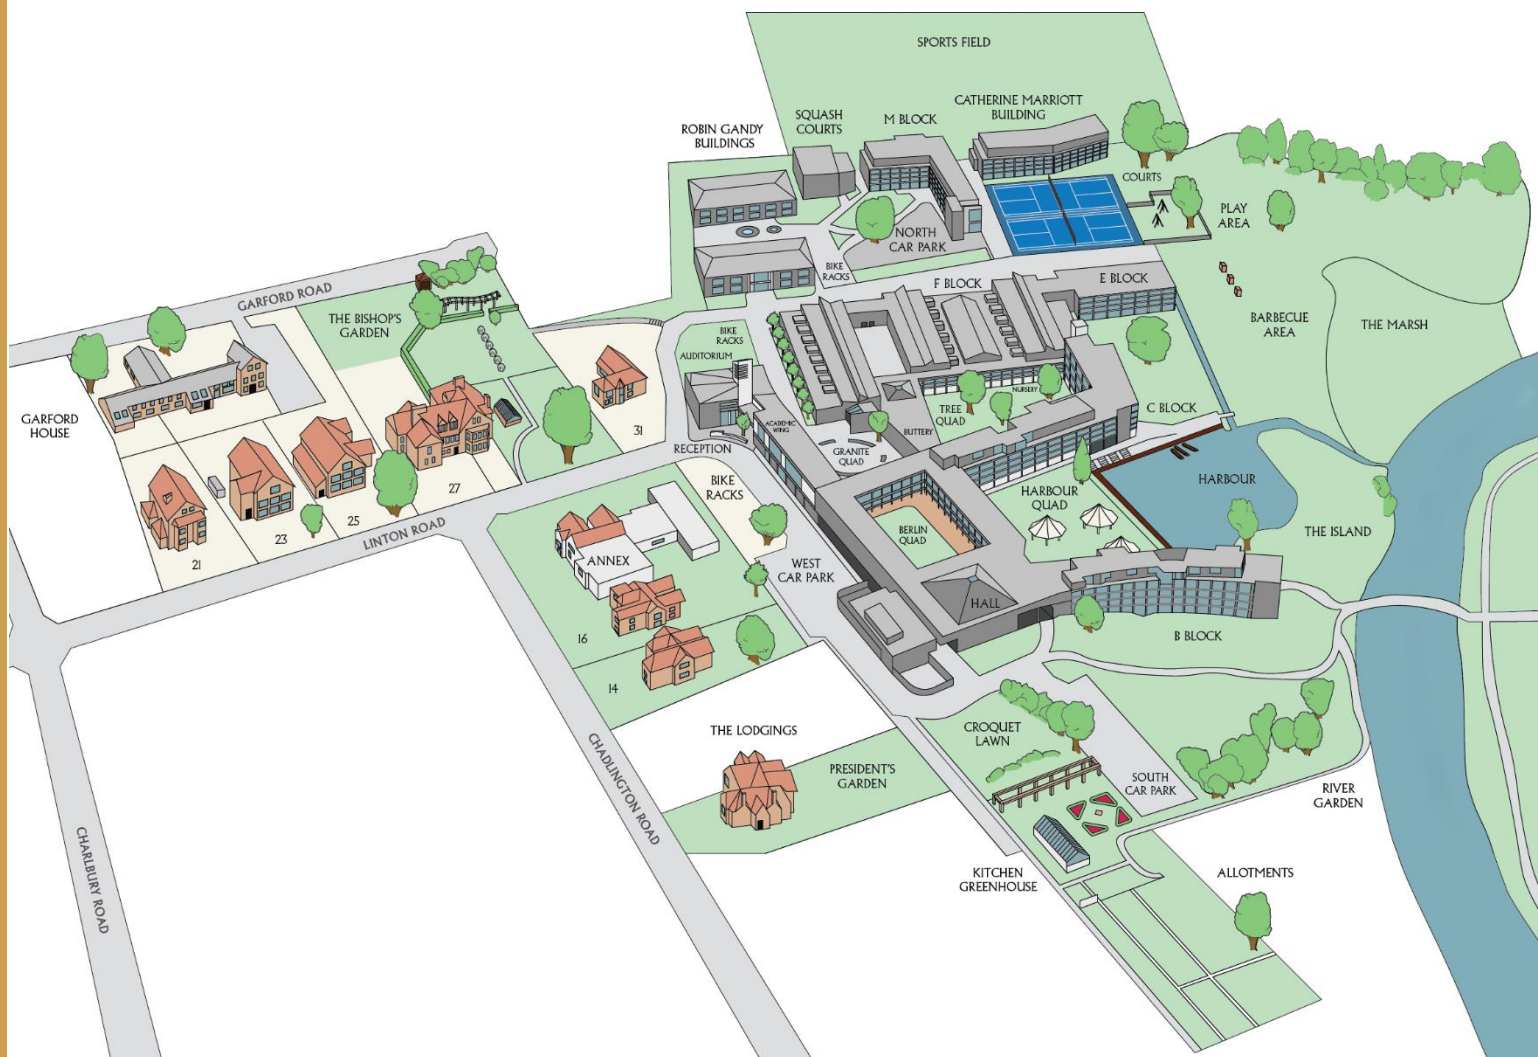 SPORTS FIELD
CATHERINE MARRIOTT
BUILDING
SQUASH
COURTS
M BLOCK
ROBIN GANDY
BUILDINGS
COURTS
PLAY
AREA
NORTH
CAR PARK
BIKE
RACKS
F BLOCK
E BLOCK
GARFORD ROAD
THE BISHOP'S
GARDEN
BARBECUE
AREA
THE MARSH
BIKE
RACKS
AUDITORIUM
NURSERY
TREE
QUAD
C BLOCK
GARFORD
HOUSE
31
ACADEMIC
WING
BUTTERY
GRANITE
QUAD
RECEPTION
BIKE
RACKS
HARBOUR
HARBOUR
QUAD
27
25
23
21
LINTON ROAD
BERLIN
QUAD
THE ISLAND
ANNEX
WEST
CAR PARK
HALL
B BLOCK
16
14
THE LODGINGS
CROQUET
LAWN
PRESIDENT'S
GARDEN
SOUTH
CAR PARK
RIVER
GARDEN
CHADLINGTON ROAD
CHARLBURY ROAD
KITCHEN
GREENHOUSE
ALLOTMENTS